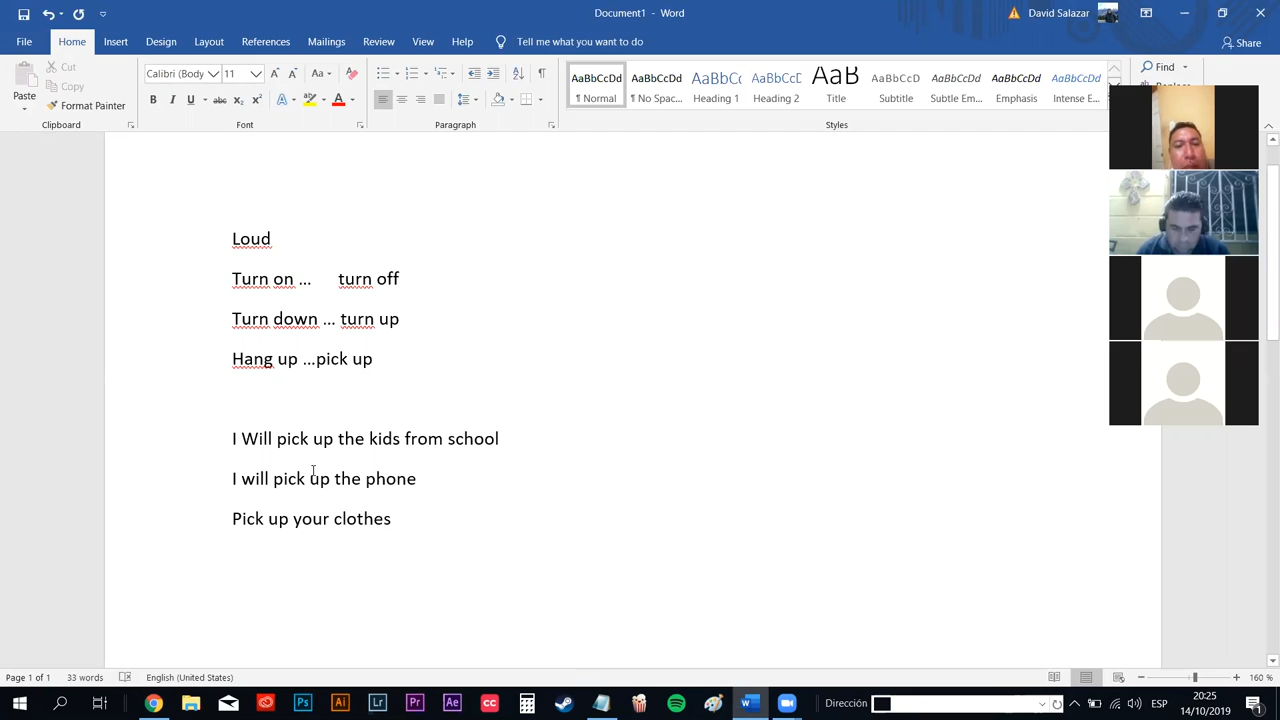 Document1 - Word
David Salazar
File Home Insert Design Layout References Mailings Review View Help Tell me what you want to do
Share
Paste
Cut
Copy
Format Painter
Calibri (Body 11
AaBbCcDd AaBbCcDd AaBbCc AaBbCcD AaB AaBbCcD AaBbCcDd AaBbCcDd AaBbCcDd
¶ Normal ¶ No Spac... Heading 1 Heading 2 Title Subtitle Subtle Em... Emphasis Intense E...
Find
Clipboard Font Paragraph Styles
Loud
Turn on ... turn off
Turn down ... turn up
Hang up ...pick up
I Will pick up the kids from school
I will pick up the phone
Pick up your clothes
Page 1 of 1 33 words English (United States)
160 %
Dirección
ESP
20:25
14/10/2019